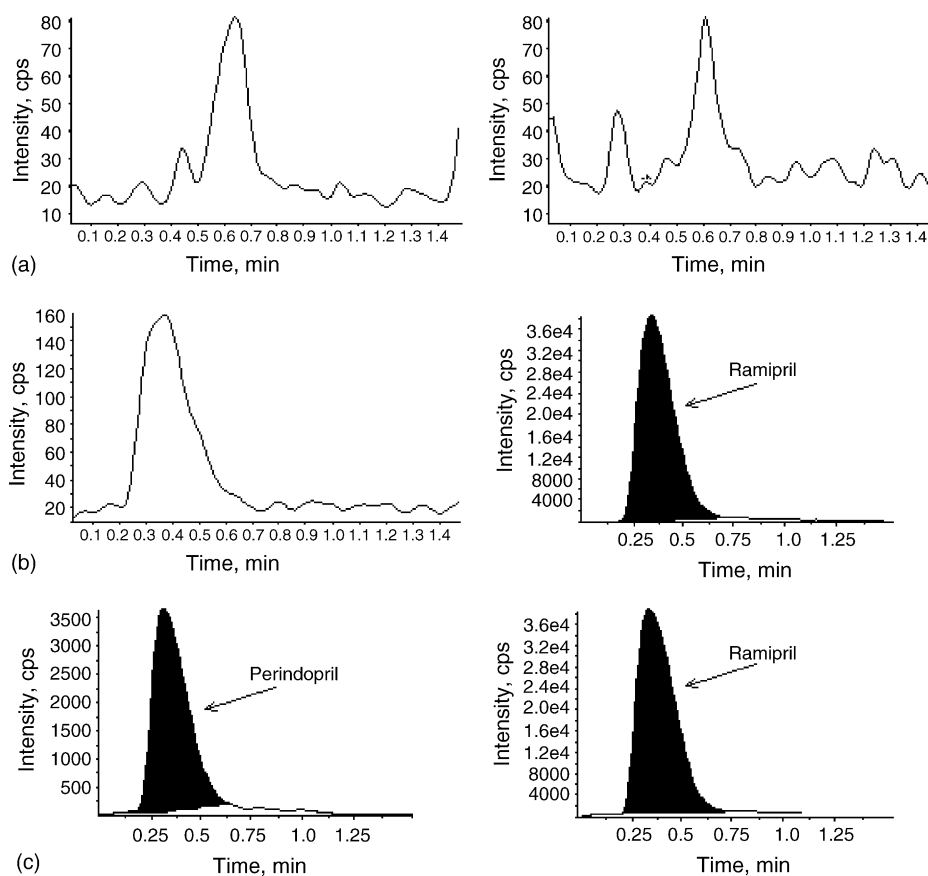 80
70
60
50
40
30
20
10
Intensity, cps
0.1 0.2 0.3 0.4 0.5 0.6 0.7 0.8 0.9 1.0 1.1 1.2 1.3 1.4
Time, min
80
70
60
50
40
30
20
10
Intensity, cps
0.1 0.2 0.3 0.4 0.5 0.6 0.7 0.8 0.9 1.0 1.1 1.2 1.3 1.4
Time, min
(a)
160
140
120
100
80
60
40
20
Intensity, cps
0.1 0.2 0.3 0.4 0.5 0.6 0.7 0.8 0.9 1.0 1.1 1.2 1.3 1.4
Time, min
3.6e4
3.2e4
2.8e4
2.4e4
2.0e4
1.6e4
1.2e4
8000
4000
Intensity, cps
Ramipril
0.25 0.5 0.75 1.0 1.25
Time, min
(b)
3500
3000
2500
2000
1500
1000
500
Intensity, cps
Perindopril
0.25 0.5 0.75 1.0 1.25
Time, min
3.6e4
3.2e4
2.8e4
2.4e4
2.0e4
1.6e4
1.2e4
8000
4000
Intensity, cps
Ramipril
0.25 0.5 0.75 1.0 1.25
Time, min
(c)